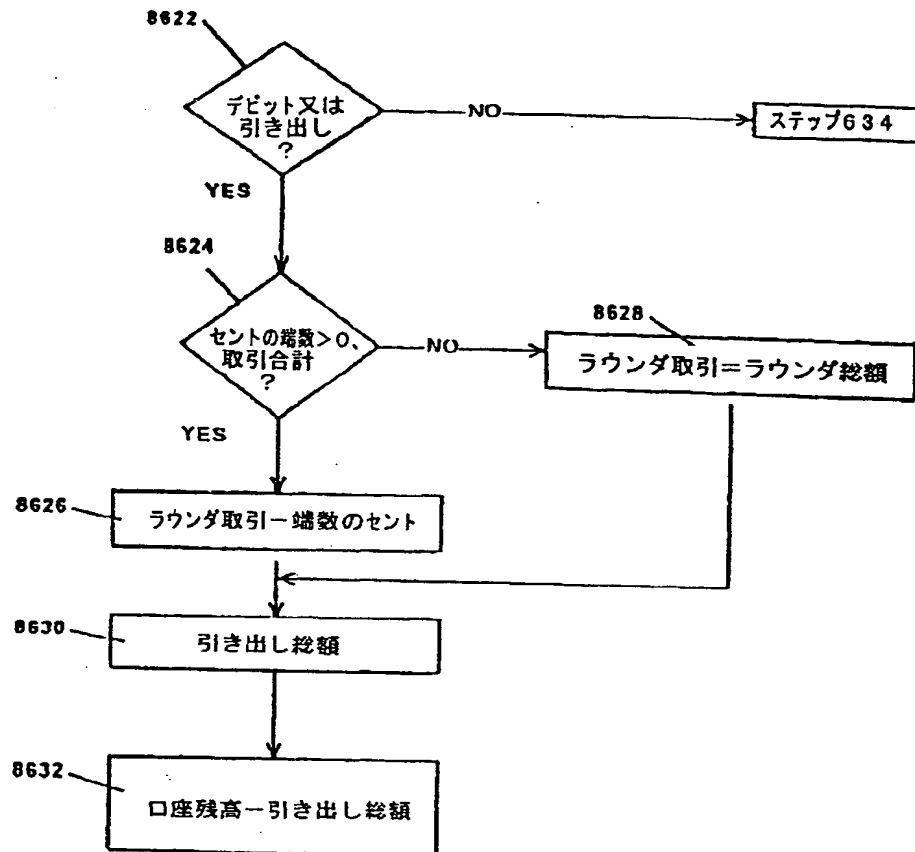 8622
デビット又は
引き出し
?
NO
ステップ634
YES
8624
セントの端数>0、
取引合計
?
NO
8628
ラウンダ取引=ラウンダ総額
YES
8626
ラウンダ取引-端数のセント
8630
引き出し総額
8632
口座残高-引き出し総額